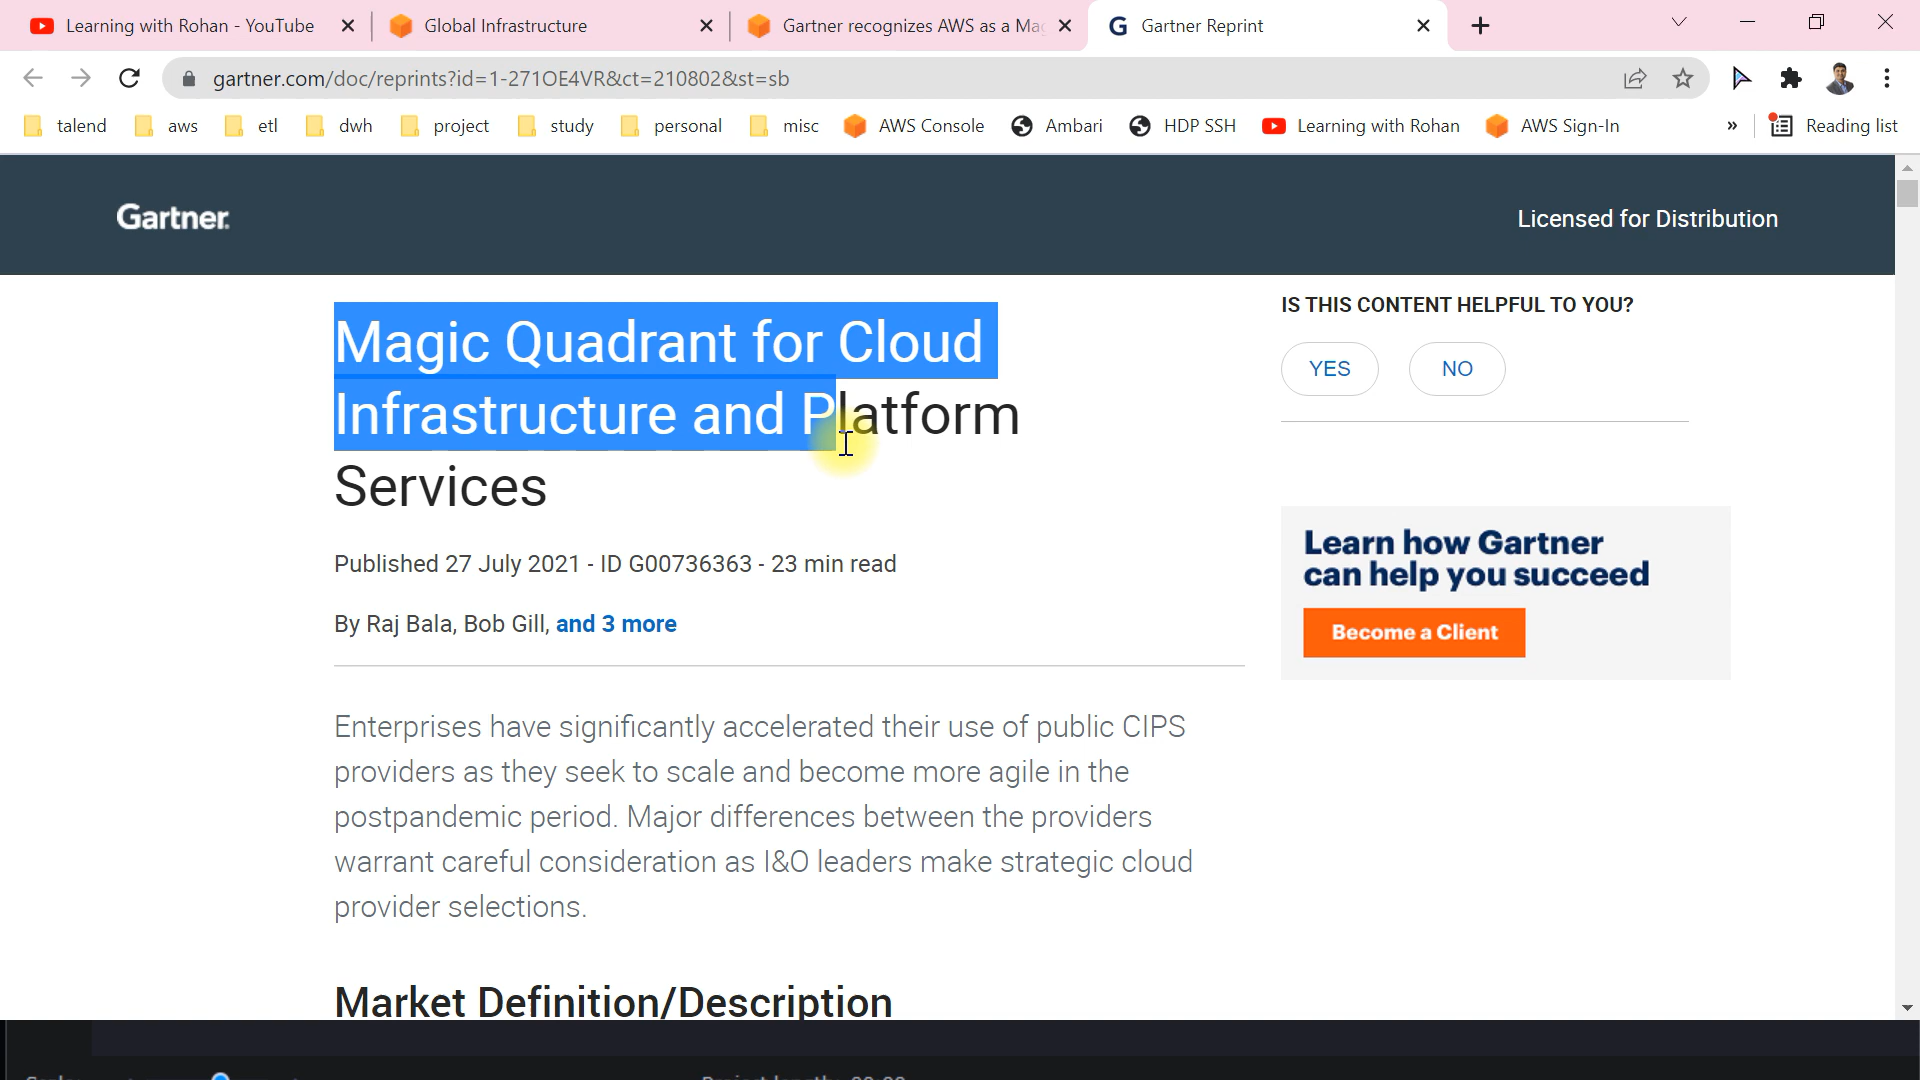 Learning with Rohan - YouTube
Global Infrastructure
Gartner recognizes AWS as a Ma
Gartner Reprint
gartner.com/doc/reprints?id=1-271OE4VR&ct=210802&st=sb
talend
aws
etl
dwh
project
study
personal
misc
AWS Console
Ambari
HDP SSH
Learning with Rohan
AWS Sign-In
»
Reading list
Gartner.
Licensed for Distribution
Magic Quadrant for Cloud
Infrastructure and Platform
Services
Published 27 July 2021 - ID G00736363 - 23 min read
By Raj Bala, Bob Gill, and 3 more
Enterprises have significantly accelerated their use of public CIPS
providers as they seek to scale and become more agile in the
postpandemic period. Major differences between the providers
warrant careful consideration as I&O leaders make strategic cloud
provider selections.
Market Definition/Description
IS THIS CONTENT HELPFUL TO YOU?
YES
NO
Learn how Gartner
can help you succeed
Become a Client